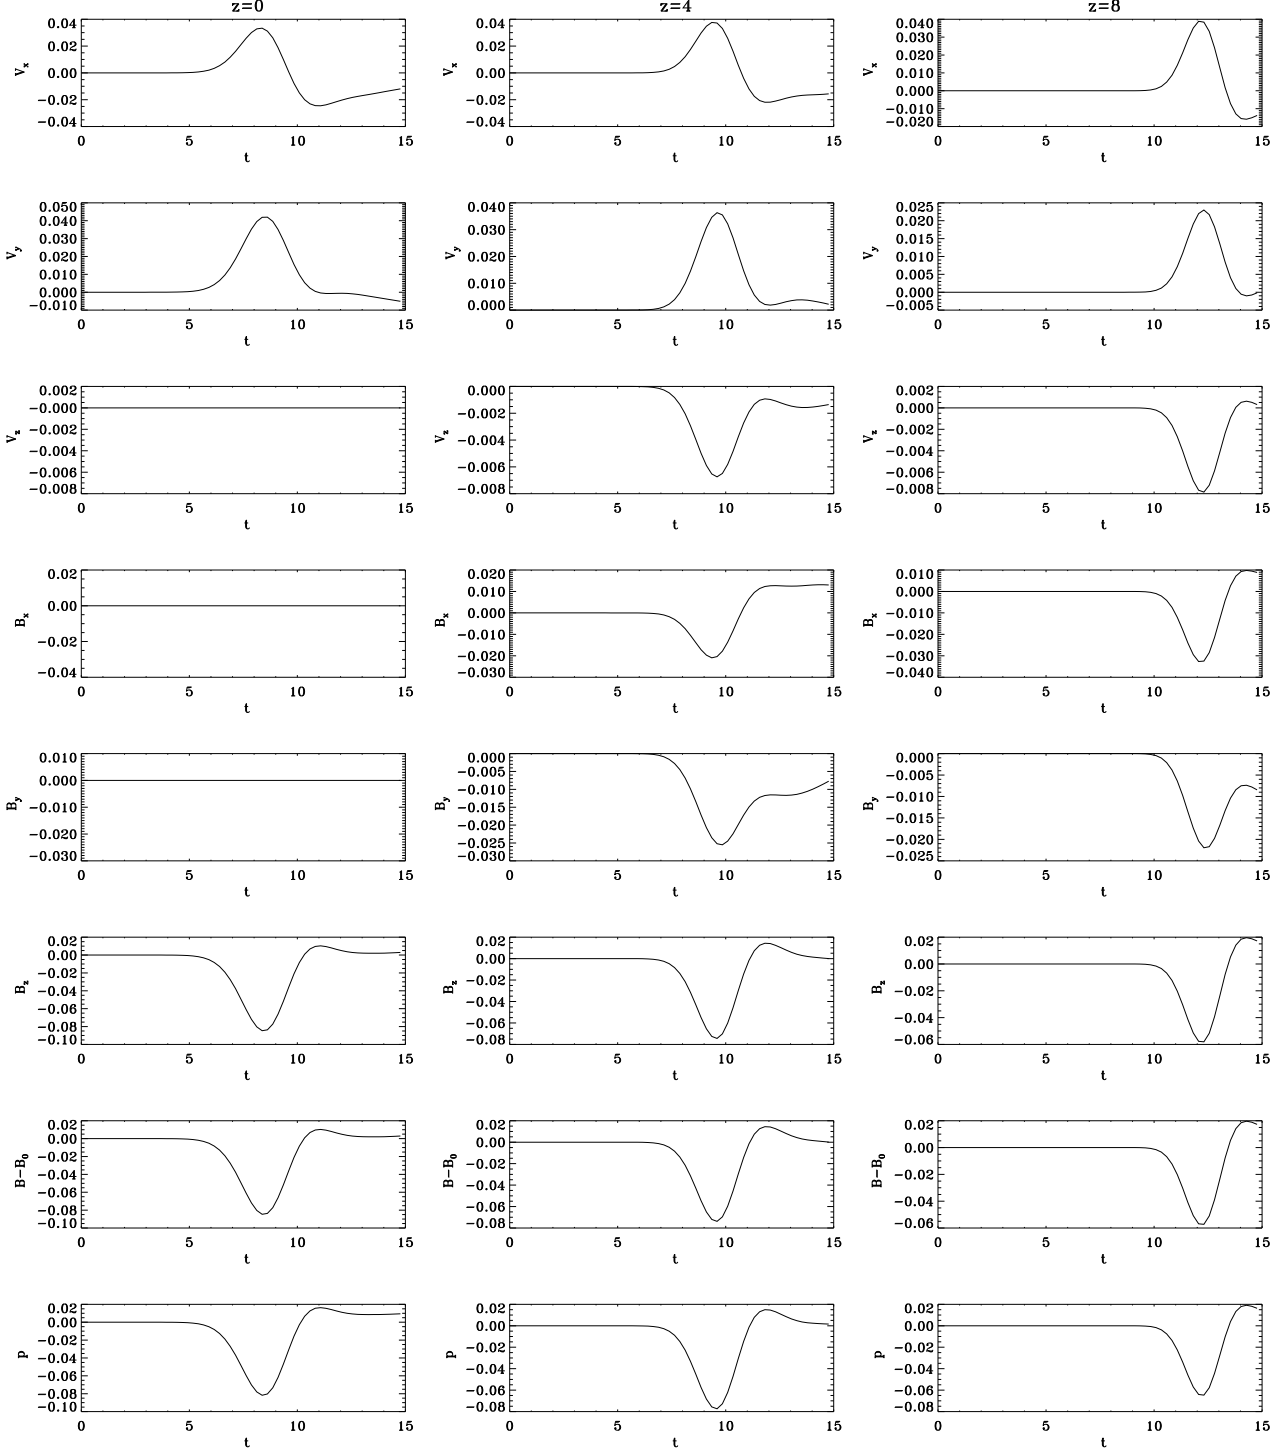 z=0 z=4 z=8
0.04 0.02 0.00 −0.02 −0.04 V_x 0 5 10 15 t
0.04 0.02 0.00 −0.02 −0.04 V_x 0 5 10 15 t
0.040 0.030 0.020 0.010 0.000 −0.010 −0.020 V_x 0 5 10 15 t
0.050 0.040 0.030 0.020 0.010 0.000 −0.010 V_y 0 5 10 15 t
0.040 0.030 0.020 0.010 0.000 V_y 0 5 10 15 t
0.025 0.020 0.015 0.010 0.005 0.000 −0.005 V_y 0 5 10 15 t
0.002 −0.000 −0.002 −0.004 −0.006 −0.008 V_z 0 5 10 15 t
0.000 −0.002 −0.004 −0.006 −0.008 V_z 0 5 10 15 t
0.002 0.000 −0.002 −0.004 −0.006 −0.008 V_z 0 5 10 15 t
0.02 0.00 −0.02 −0.04 B_x 0 5 10 15 t
0.020 0.010 0.000 −0.010 −0.020 −0.030 B_x 0 5 10 15 t
0.010 0.000 −0.010 −0.020 −0.030 −0.040 B_x 0 5 10 15 t
0.010 0.000 −0.010 −0.020 −0.030 B_y 0 5 10 15 t
0.000 −0.005 −0.010 −0.015 −0.020 −0.025 −0.030 B_y 0 5 10 15 t
0.000 −0.005 −0.010 −0.015 −0.020 −0.025 B_y 0 5 10 15 t
0.02 0.00 −0.02 −0.04 −0.06 −0.08 −0.10 B_z 0 5 10 15 t
0.02 0.00 −0.02 −0.04 −0.06 −0.08 B_z 0 5 10 15 t
0.02 0.00 −0.02 −0.04 −0.06 B_z 0 5 10 15 t
0.02 0.00 −0.02 −0.04 −0.06 −0.08 −0.10 B−B_0 0 5 10 15 t
0.02 0.00 −0.02 −0.04 −0.06 −0.08 B−B_0 0 5 10 15 t
0.02 0.00 −0.02 −0.04 −0.06 B−B_0 0 5 10 15 t
0.02 0.00 −0.02 −0.04 −0.06 −0.08 −0.10 p 0 5 10 15 t
0.02 0.00 −0.02 −0.04 −0.06 −0.08 p 0 5 10 15 t
0.02 0.00 −0.02 −0.04 −0.06 −0.08 p 0 5 10 15 t